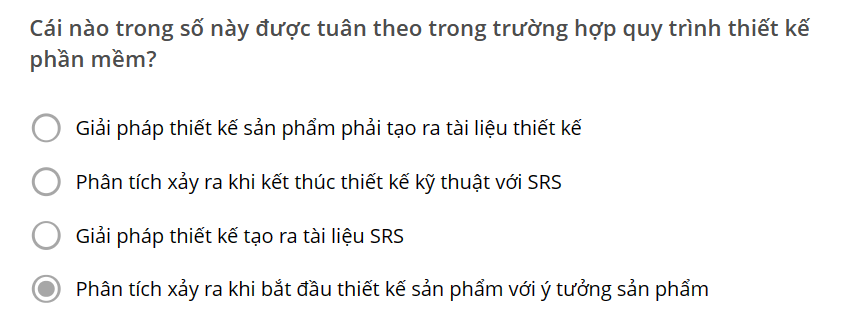 Cái nào trong số này được tuân theo trong trường hợp quy trình thiết kế
phần mềm?
Giải pháp thiết kế sản phẩm phải tạo ra tài liệu thiết kế
Phân tích xảy ra khi kết thúc thiết kế kỹ thuật với SRS
Giải pháp thiết kế tạo ra tài liệu SRS
Phân tích xảy ra khi bắt đầu thiết kế sản phẩm với ý tưởng sản phẩm